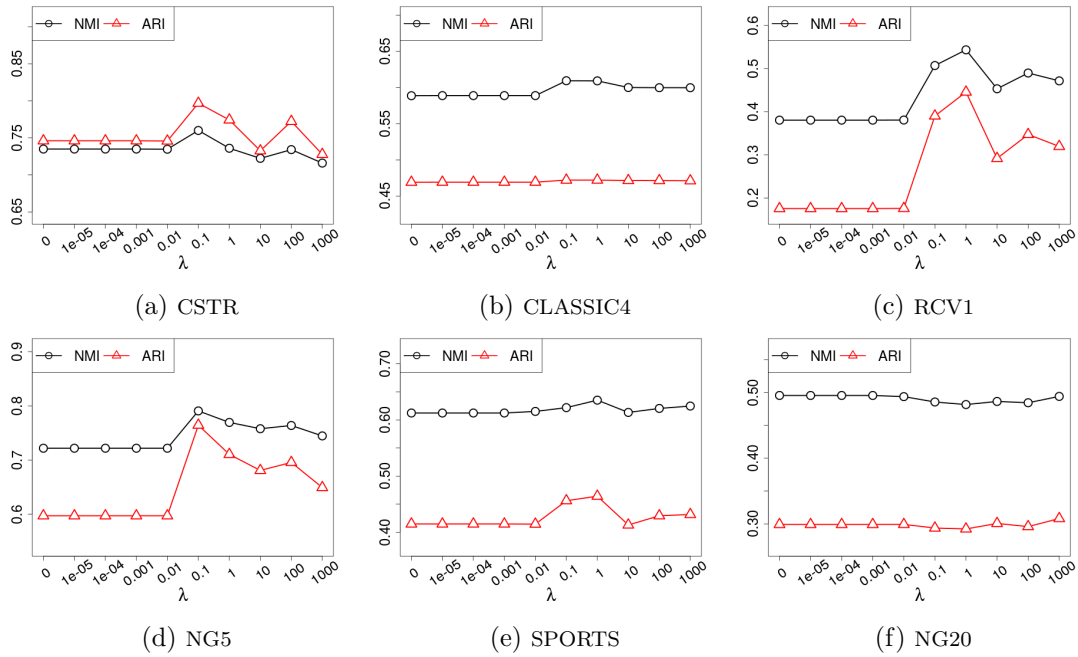 NMI ARI
0.85
0.75
0.65
0 1e-05 1e-04 0.001 0.01 0.1 1 10 100 1000
λ
(a) CSTR
NMI ARI
0.65
0.55
0.45
0 1e-05 1e-04 0.001 0.01 0.1 1 10 100 1000
λ
(b) CLASSIC4
NMI ARI
0.6
0.5
0.4
0.3
0.2
0 1e-05 1e-04 0.001 0.01 0.1 1 10 100 1000
λ
(c) RCV1
NMI ARI
0.9
0.8
0.7
0.6
0 1e-05 1e-04 0.001 0.01 0.1 1 10 100 1000
λ
(d) NG5
NMI ARI
0.70
0.60
0.50
0.40
0 1e-05 1e-04 0.001 0.01 0.1 1 10 100 1000
λ
(e) SPORTS
NMI ARI
0.50
0.40
0.30
0 1e-05 1e-04 0.001 0.01 0.1 1 10 100 1000
λ
(f) NG20